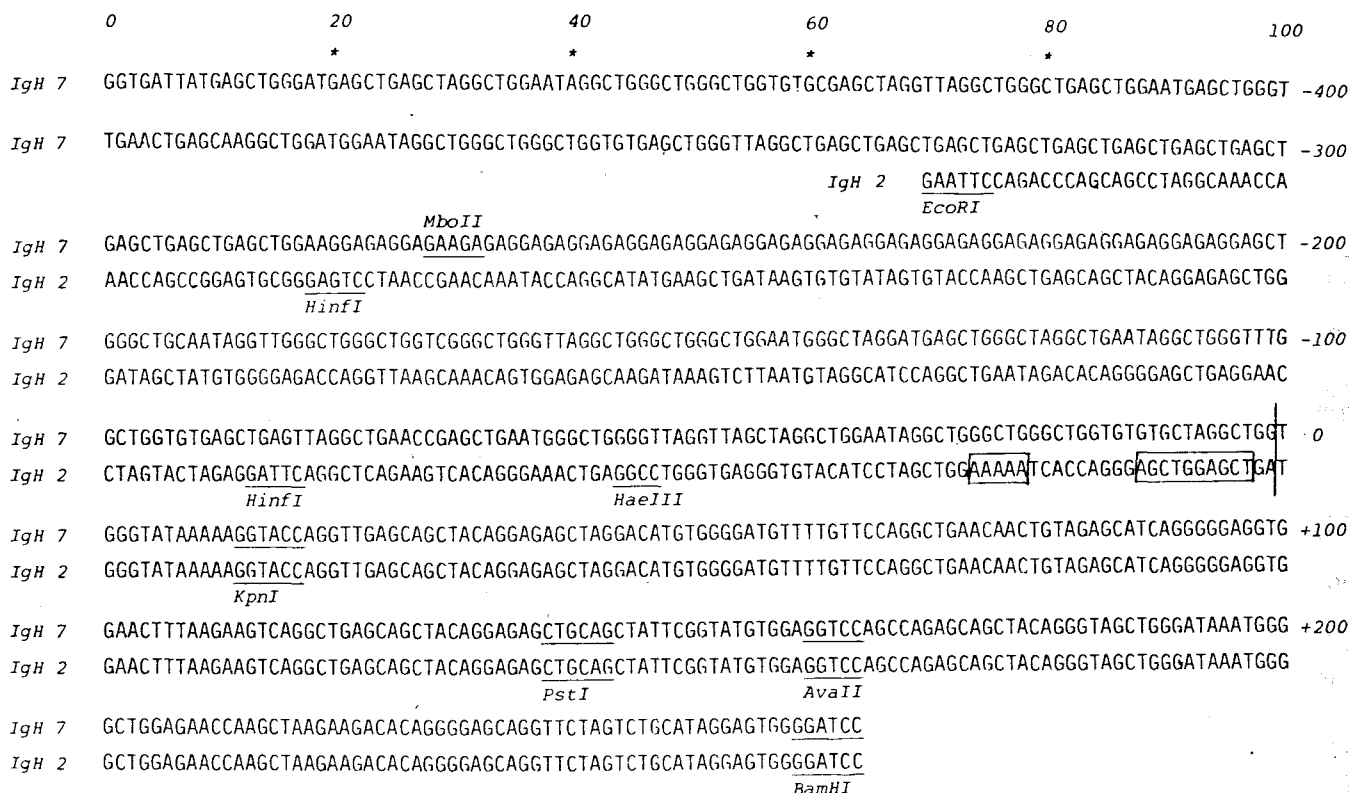 0 20 40 60 80 100
* * * *
IgH 7 GGTGATTATGAGCTGGGATGAGCTGAGCTAGGCTGGAATAGGCTGGGCTGGGCTGGTGTGCGAGCTAGGTTAGGCTGGGCTGAGCTGGAATGAGCTGGGT -400
IgH 7 TGAACTGAGCAAGGCTGGATGGAATAGGCTGGGCTGGGCTGGTGTGAGCTGGGTTAGGCTGAGCTGAGCTGAGCTGAGCTGAGCTGAGCTGAGCTGAGCT -300
IgH 2 GAATTCCAGACCCAGCAGCCTAGGCAAACCA
EcoRI
MboII
IgH 7 GAGCTGAGCTGAGCTGGAAGGAGAGGAGAAGAGAGGAGAGGAGAGGAGAGGAGAGGAGAGGAGAGGAGAGGAGAGGAGAGGAGAGGAGAGGAGAGGAGCT -200
IgH 2 AACCAGCCGGAGTGCGGGAGTCCTAACCGAACAAATACCAGGCATATGAAGCTGATAAGTGTGTATAGTGTACCAAGCTGAGCAGCTACAGGAGAGCTGG
HinfI
IgH 7 GGGCTGCAATAGGTTGGGCTGGGCTGGTCGGGCTGGGTTAGGCTGGGCTGGGCTGGAATGGGCTAGGATGAGCTGGGCTAGGCTGAATAGGCTGGGTTTG -100
IgH 2 GATAGCTATGTGGGGAGACCAGGTTAAGCAAACAGTGGAGAGCAAGATAAAGTCTTAATGTAGGCATCCAGGCTGAATAGACACAGGGGAGCTGAGGAAC
IgH 7 GCTGGTGTGAGCTGAGTTAGGCTGAACCGAGCTGAATGGGCTGGGGTTAGGTTAGCTAGGCTGGAATAGGCTGGGCTGGGCTGGTGTGTGCTAGGCTGGT 0
IgH 2 CTAGTACTAGAGGATTCAGGCTCAGAAGTCACAGGGAAACTGAGGCCTGGGTGAGGGTGTACATCCTAGCTGGAAAAATCACCAGGGAGCTGGAGCTGAT
HinfI HaeIII
IgH 7 GGGTATAAAAAGGTACCAGGTTGAGCAGCTACAGGAGAGCTAGGACATGTGGGGATGTTTTGTTCCAGGCTGAACAACTGTAGAGCATCAGGGGGAGGTG +100
IgH 2 GGGTATAAAAAGGTACCAGGTTGAGCAGCTACAGGAGAGCTAGGACATGTGGGGATGTTTTGTTCCAGGCTGAACAACTGTAGAGCATCAGGGGGAGGTG
KpnI
IgH 7 GAACTTTAAGAAGTCAGGCTGAGCAGCTACAGGAGAGCTGCAGCTATTCGGTATGTGGAGGTCCAGCCAGAGCAGCTACAGGGTAGCTGGGATAAATGGG +200
IgH 2 GAACTTTAAGAAGTCAGGCTGAGCAGCTACAGGAGAGCTGCAGCTATTCGGTATGTGGAGGTCCAGCCAGAGCAGCTACAGGGTAGCTGGGATAAATGGG
PstI AvaII
IgH 7 GCTGGAGAACCAAGCTAAGAAGACACAGGGGAGCAGGTTCTAGTCTGCATAGGAGTGGGGATCC
IgH 2 GCTGGAGAACCAAGCTAAGAAGACACAGGGGAGCAGGTTCTAGTCTGCATAGGAGTGGGGATCC
BamHI